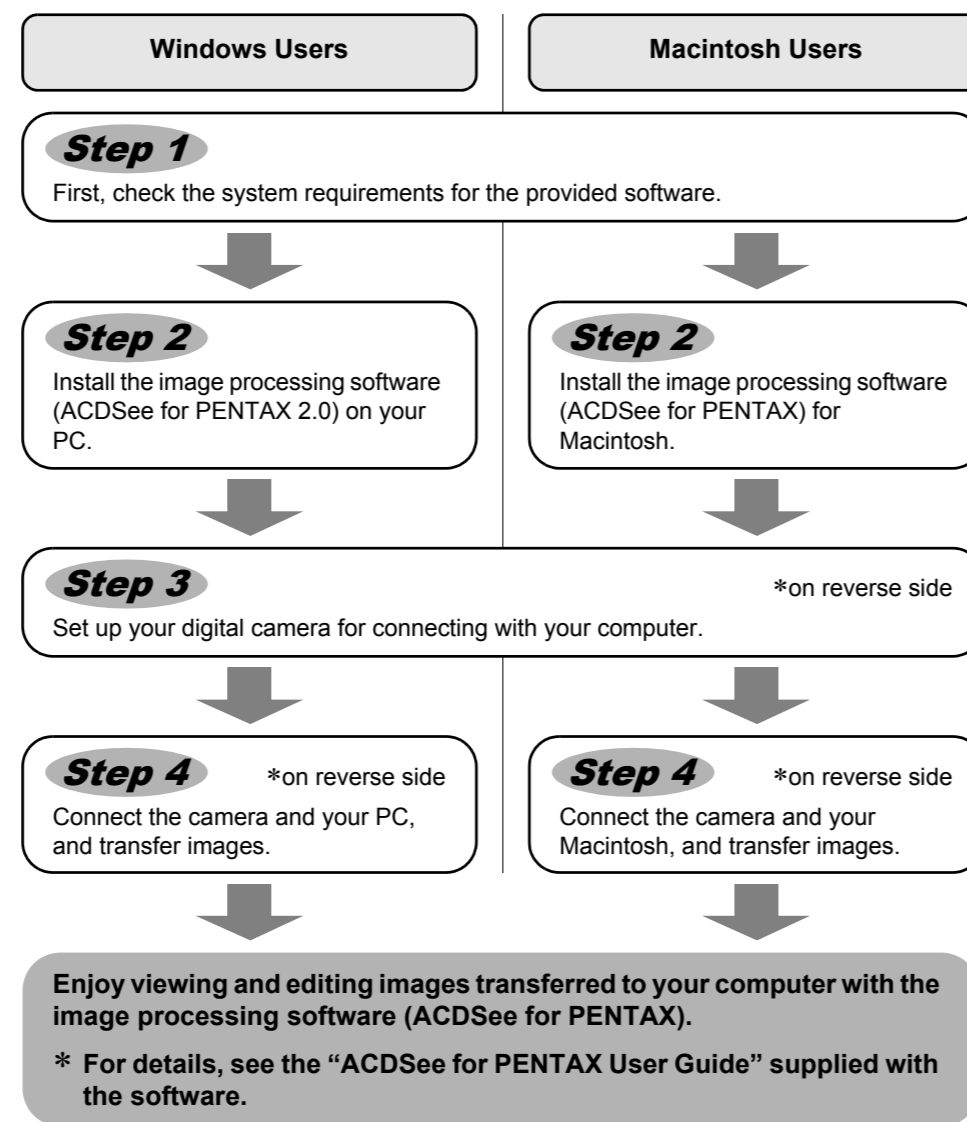 Windows Users
Macintosh Users
Step 1
First, check the system requirements for the provided software.
Step 2
Install the image processing software
(ACDSee for PENTAX 2.0) on your
PC.
Step 2
Install the image processing software
(ACDSee for PENTAX) for
Macintosh.
Step 3
*on reverse side
Set up your digital camera for connecting with your computer.
Step 4
*on reverse side
Connect the camera and your PC,
and transfer images.
Step 4
*on reverse side
Connect the camera and your
Macintosh, and transfer images.
Enjoy viewing and editing images transferred to your computer with the
image processing software (ACDSee for PENTAX).
* For details, see the “ACDSee for PENTAX User Guide” supplied with
the software.